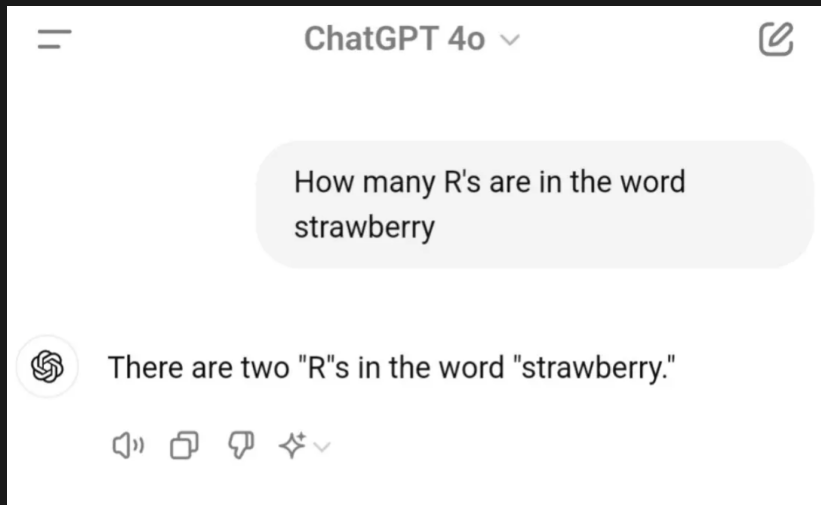 ChatGPT 4o
How many R's are in the word
strawberry
There are two "R"s in the word "strawberry."